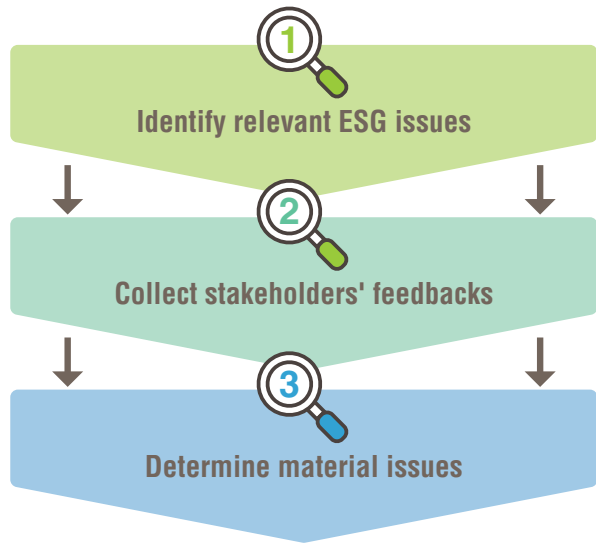 1
Identify relevant ESG issues
2
Collect stakeholders' feedbacks
3
Determine material issues